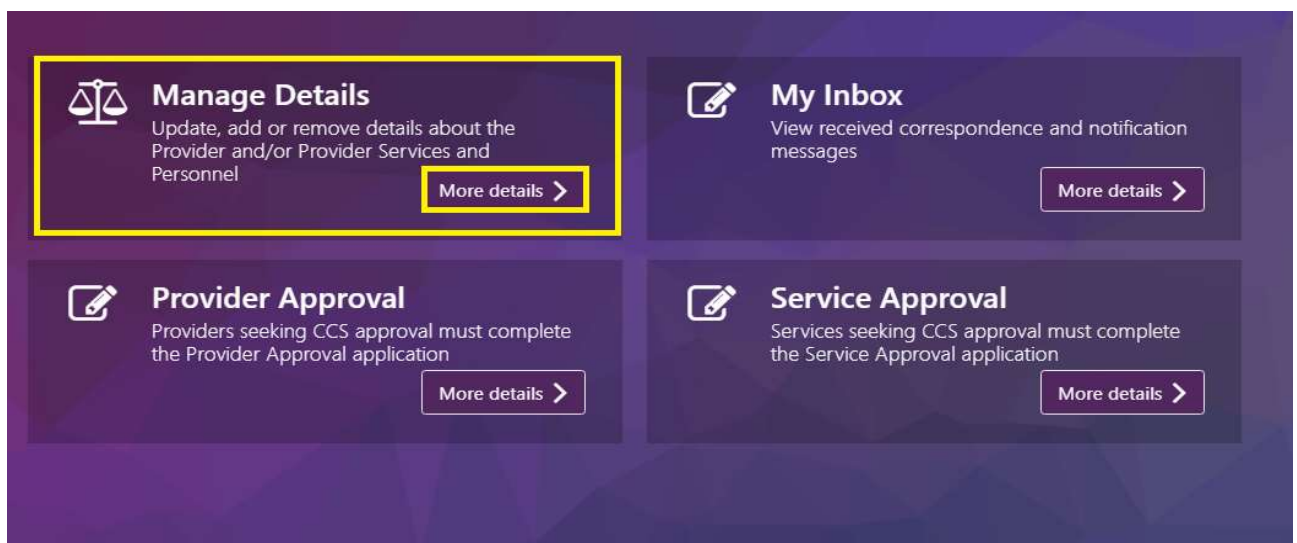 Manage Details
Update, add or remove details about the
Provider and/or Provider Services and
Personnel
More details
My Inbox
View received correspondence and notification
messages
More details
Provider Approval
Providers seeking CCS approval must complete
the Provider Approval application
More details
Service Approval
Services seeking CCS approval must complete
the Service Approval application
More details